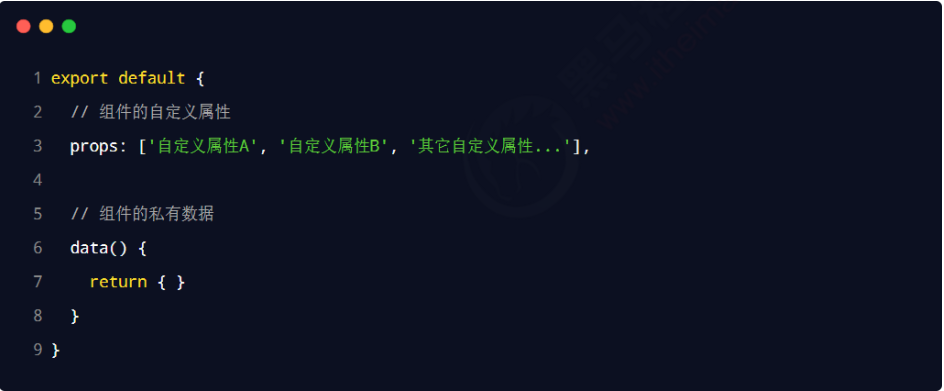 1 export default {
2 // 组件的自定义属性
3 props: ['自定义属性A', '自定义属性B', '其它自定义属性...'],
4
5 // 组件的私有数据
6 data() {
7 return { }
8 }
9 }